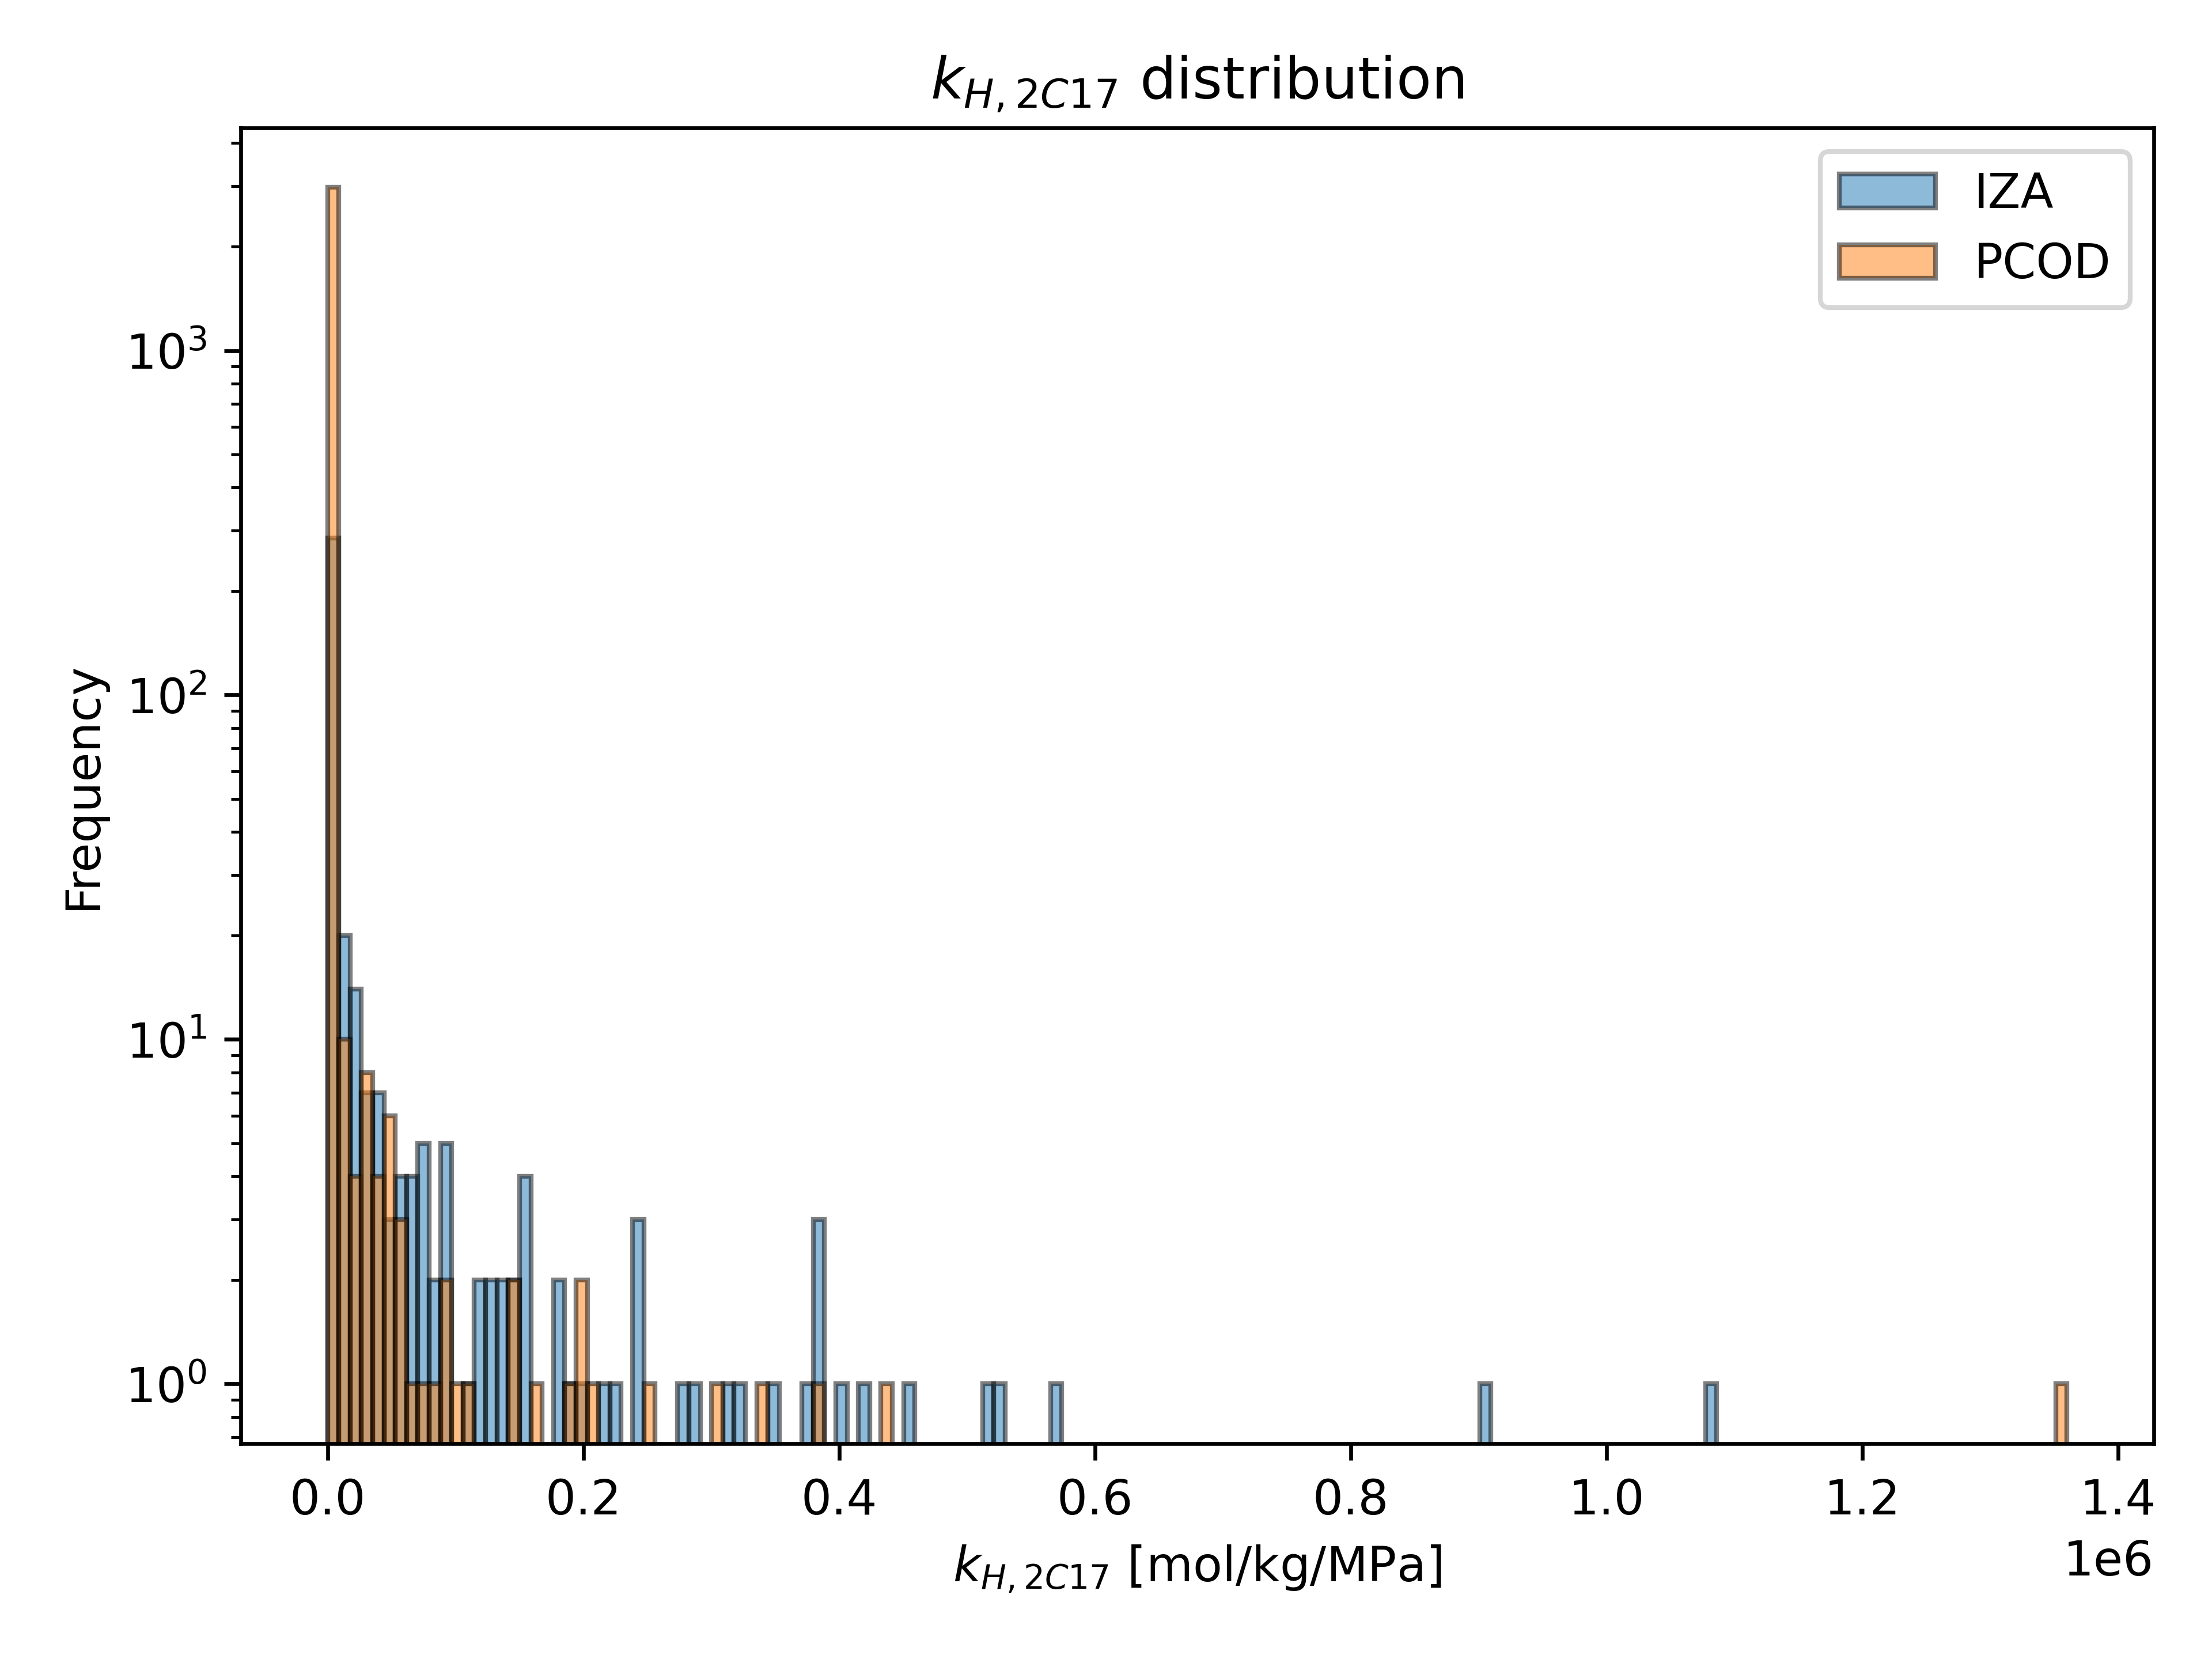 k_{H, 2C17} distribution
IZA
PCOD
10^3
10^2
10^1
10^0
Frequency
0.0 0.2 0.4 0.6 0.8 1.0 1.2 1.4
1e6
k_{H, 2C17} [mol/kg/MPa]